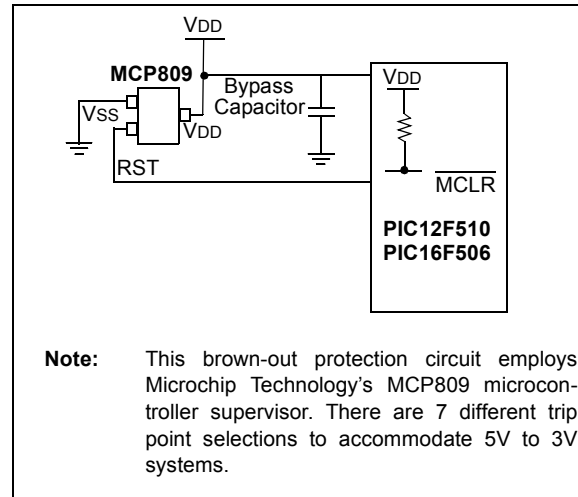 VDD
MCP809
Bypass
Capacitor
VDD
VSS
VDD
RST
MCLR
PIC12F510
PIC16F506
Note: This brown-out protection circuit employs
Microchip Technology's MCP809 microcon-
troller supervisor. There are 7 different trip
point selections to accommodate 5V to 3V
systems.